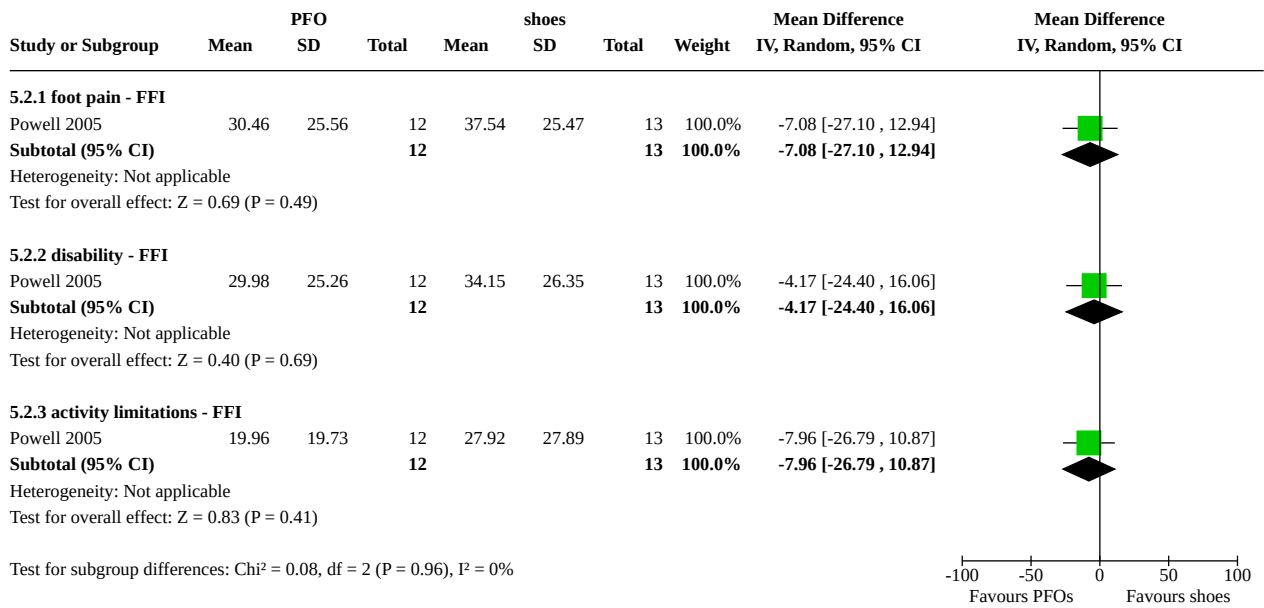 PFO shoes Mean Difference Mean Difference
Study or Subgroup Mean SD Total Mean SD Total Weight IV, Random, 95% CI IV, Random, 95% CI
5.2.1 foot pain - FFI
Powell 2005 30.46 25.56 12 37.54 25.47 13 100.0% -7.08 [-27.10 , 12.94]
Subtotal (95% CI) 12 13 100.0% -7.08 [-27.10 , 12.94]
Heterogeneity: Not applicable
Test for overall effect: Z = 0.69 (P = 0.49)
5.2.2 disability - FFI
Powell 2005 29.98 25.26 12 34.15 26.35 13 100.0% -4.17 [-24.40 , 16.06]
Subtotal (95% CI) 12 13 100.0% -4.17 [-24.40 , 16.06]
Heterogeneity: Not applicable
Test for overall effect: Z = 0.40 (P = 0.69)
5.2.3 activity limitations - FFI
Powell 2005 19.96 19.73 12 27.92 27.89 13 100.0% -7.96 [-26.79 , 10.87]
Subtotal (95% CI) 12 13 100.0% -7.96 [-26.79 , 10.87]
Heterogeneity: Not applicable
Test for overall effect: Z = 0.83 (P = 0.41)
Test for subgroup differences: Chi² = 0.08, df = 2 (P = 0.96), I² = 0%
-100 -50 0 50 100
Favours PFOs Favours shoes